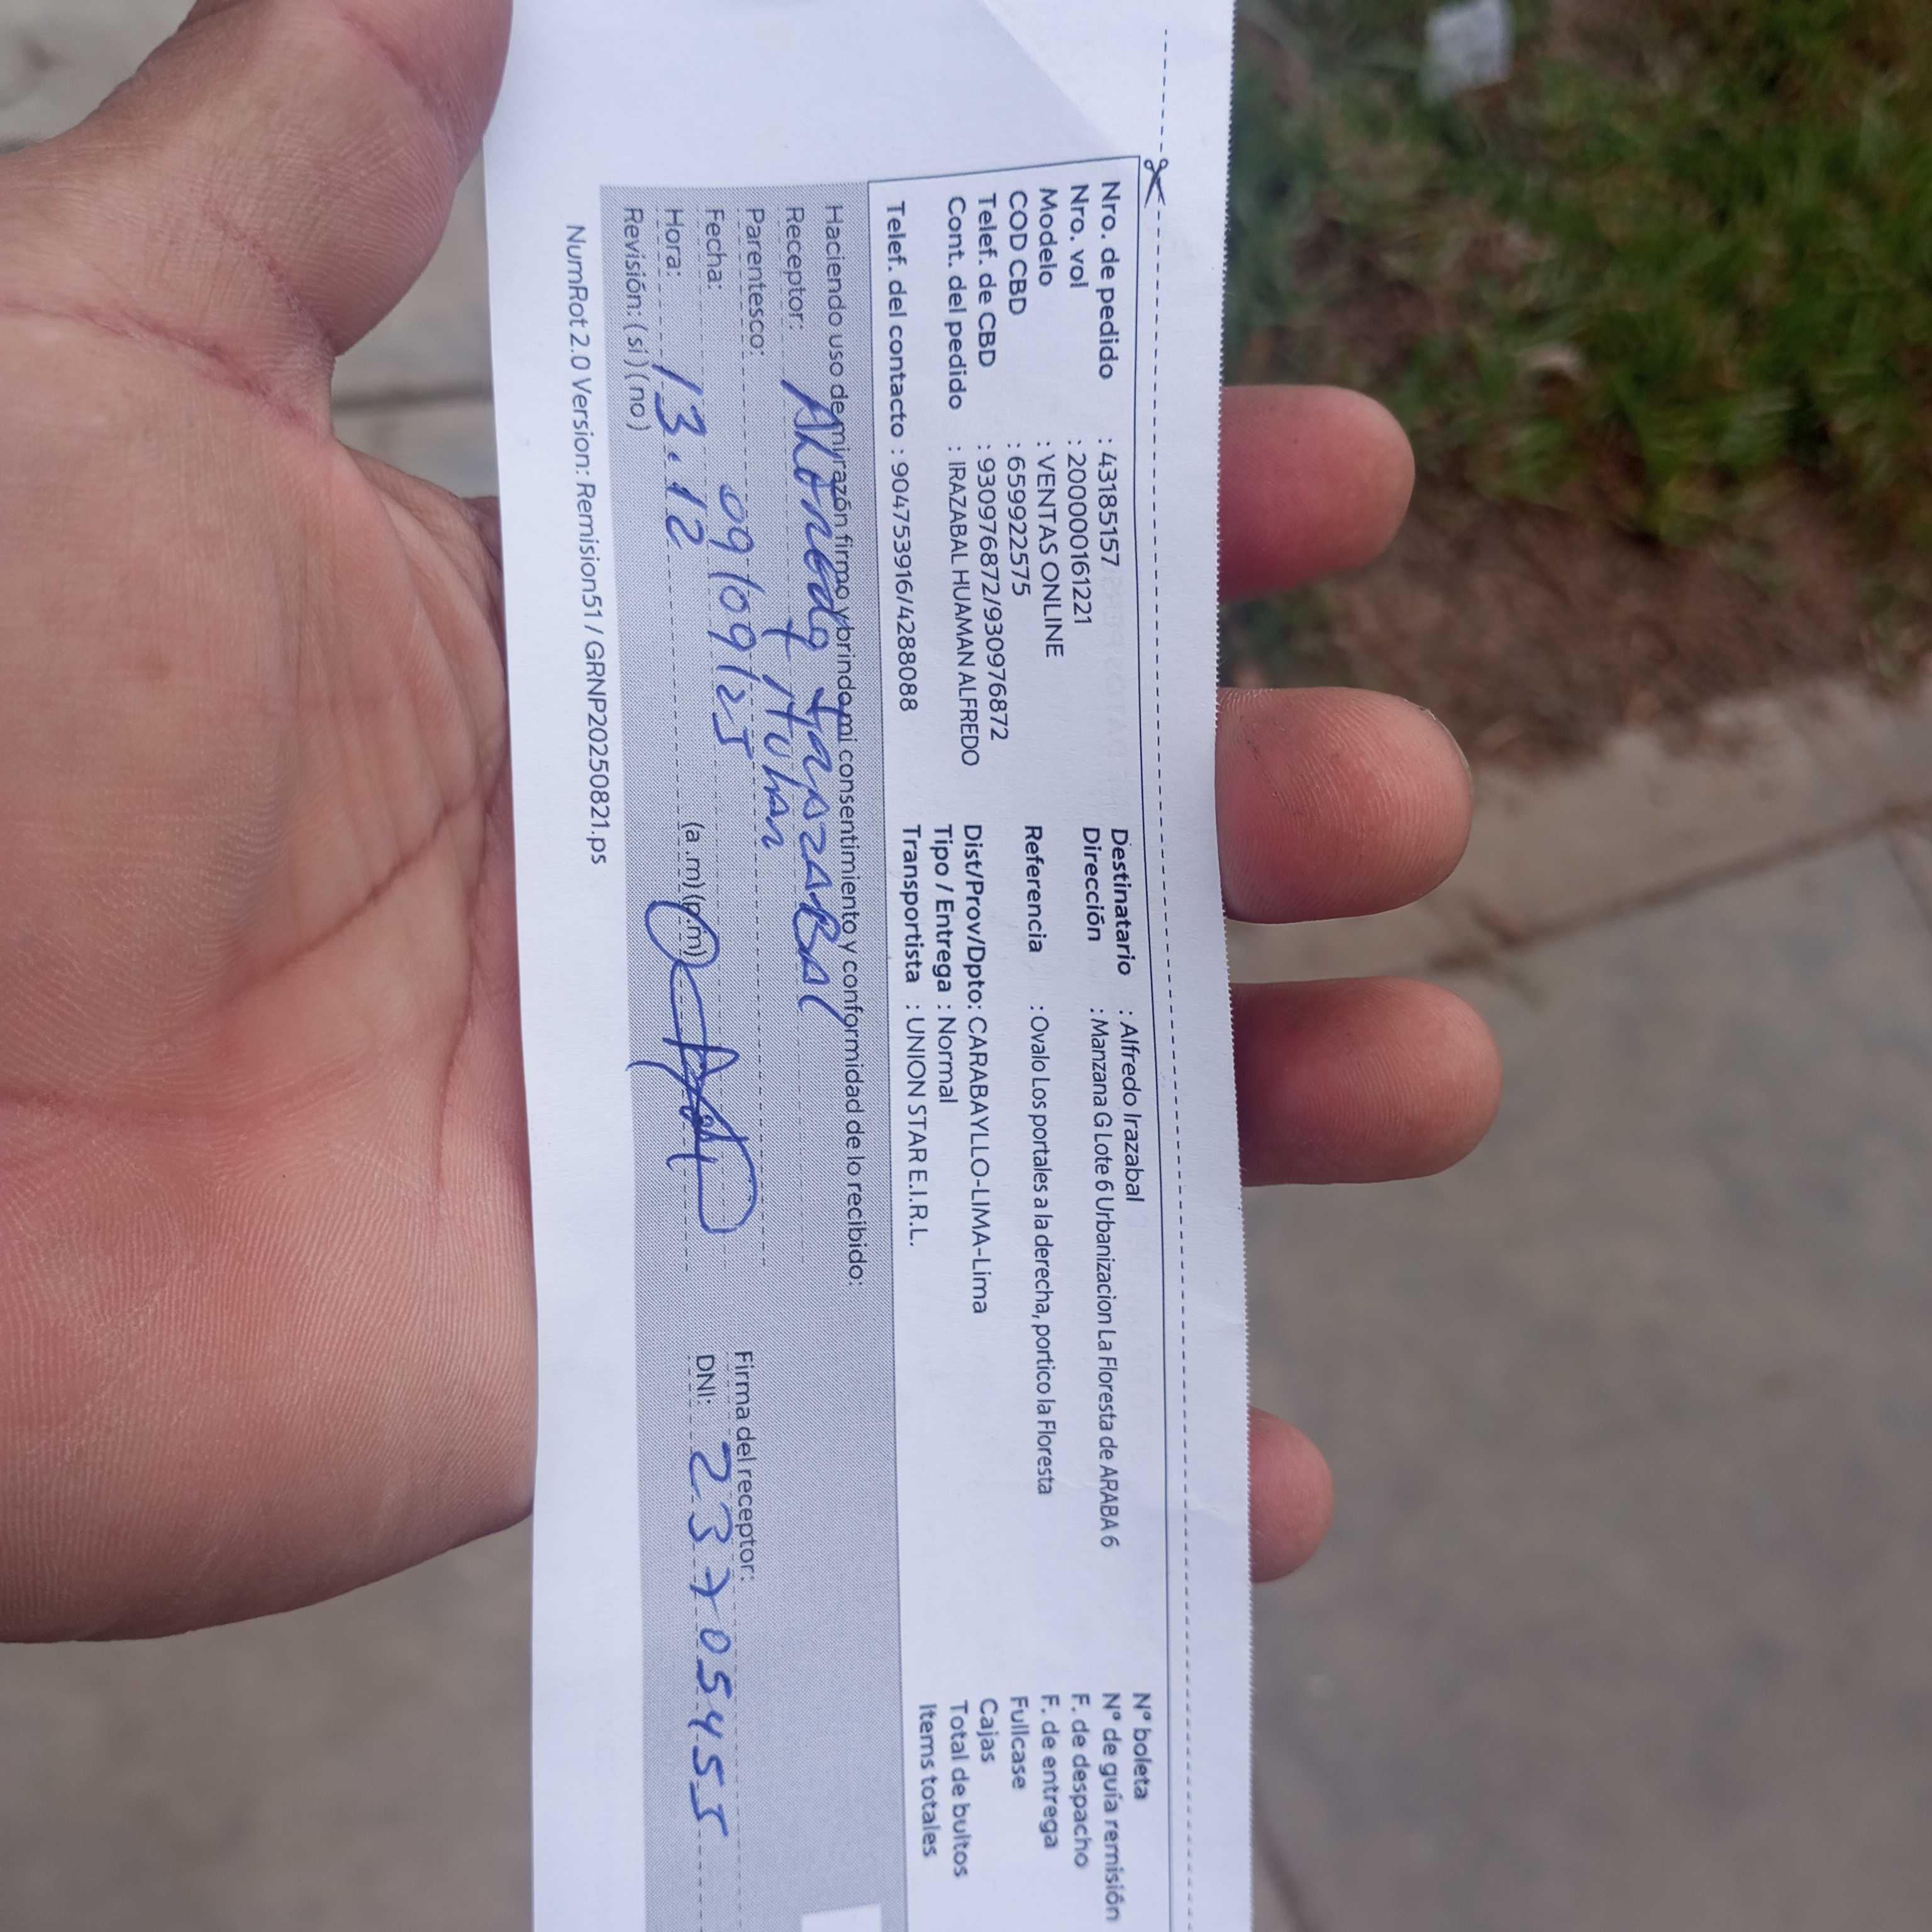 Nro. de pedido : 43185157
Nro. vol : 2000000161221
Modelo : VENTAS ONLINE
COD CBD : 659922575
Telef. de CBD : 930976872/930976872
Cont. del pedido : IRAZABAL HUAMAN ALFREDO
Telef. del contacto : 904753916/4288088
Destinatario : Alfredo Irazabal
Dirección : Manzana G Lote 6 Urbanizacion La Floresta de ARABA 6
Referencia : Ovalo Los portales a la derecha, portico la Floresta
Dist/Prov/Dpto: CARABAYLLO-LIMA-Lima
Tipo / Entrega : Normal
Transportista : UNION STAR E.I.R.L.
N° boleta
N° de guía remisión
F. de despacho
F. de entrega
Fullcase
Cajas
Total de bultos
Items totales
Haciendo uso de mi razón firmo y brindo mi consentimiento y conformidad de lo recibido:
Receptor:
Parentesco:
Fecha: 09/09/25
Hora: 13.12 (a .m) (p.m)
Revisión: ( si ) ( no )
Firma del receptor:
DNI: 23705455
NumRot 2.0 Version: Remision51 / GRNP20250821.ps